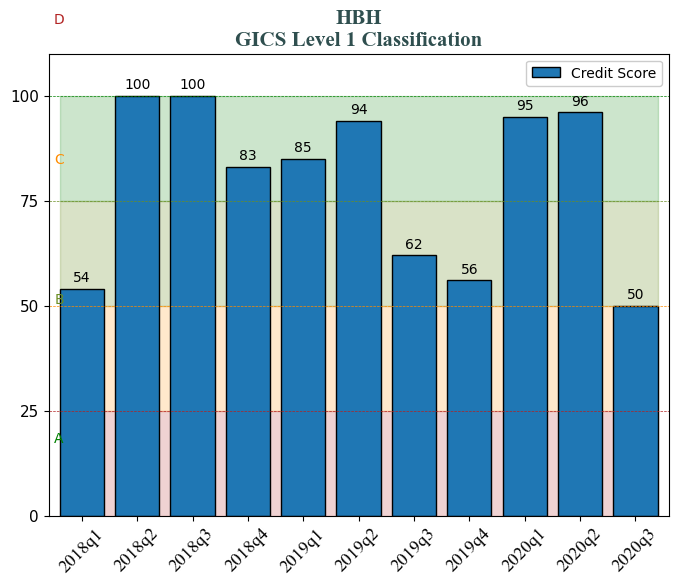 D
HBH
GICS Level 1 Classification
Credit Score
100
75
50
25
0
C
B
A
54
100
100
83
85
94
62
56
95
96
50
2018q1
2018q2
2018q3
2018q4
2019q1
2019q2
2019q3
2019q4
2020q1
2020q2
2020q3